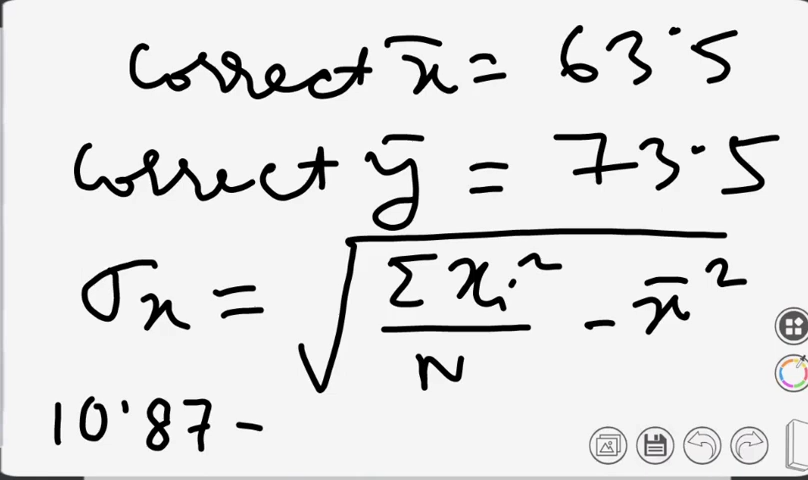 correct x̄ = 63.5
correct ȳ = 73.5
σx = √(Σxi²/N - x̄²)
10.87 -